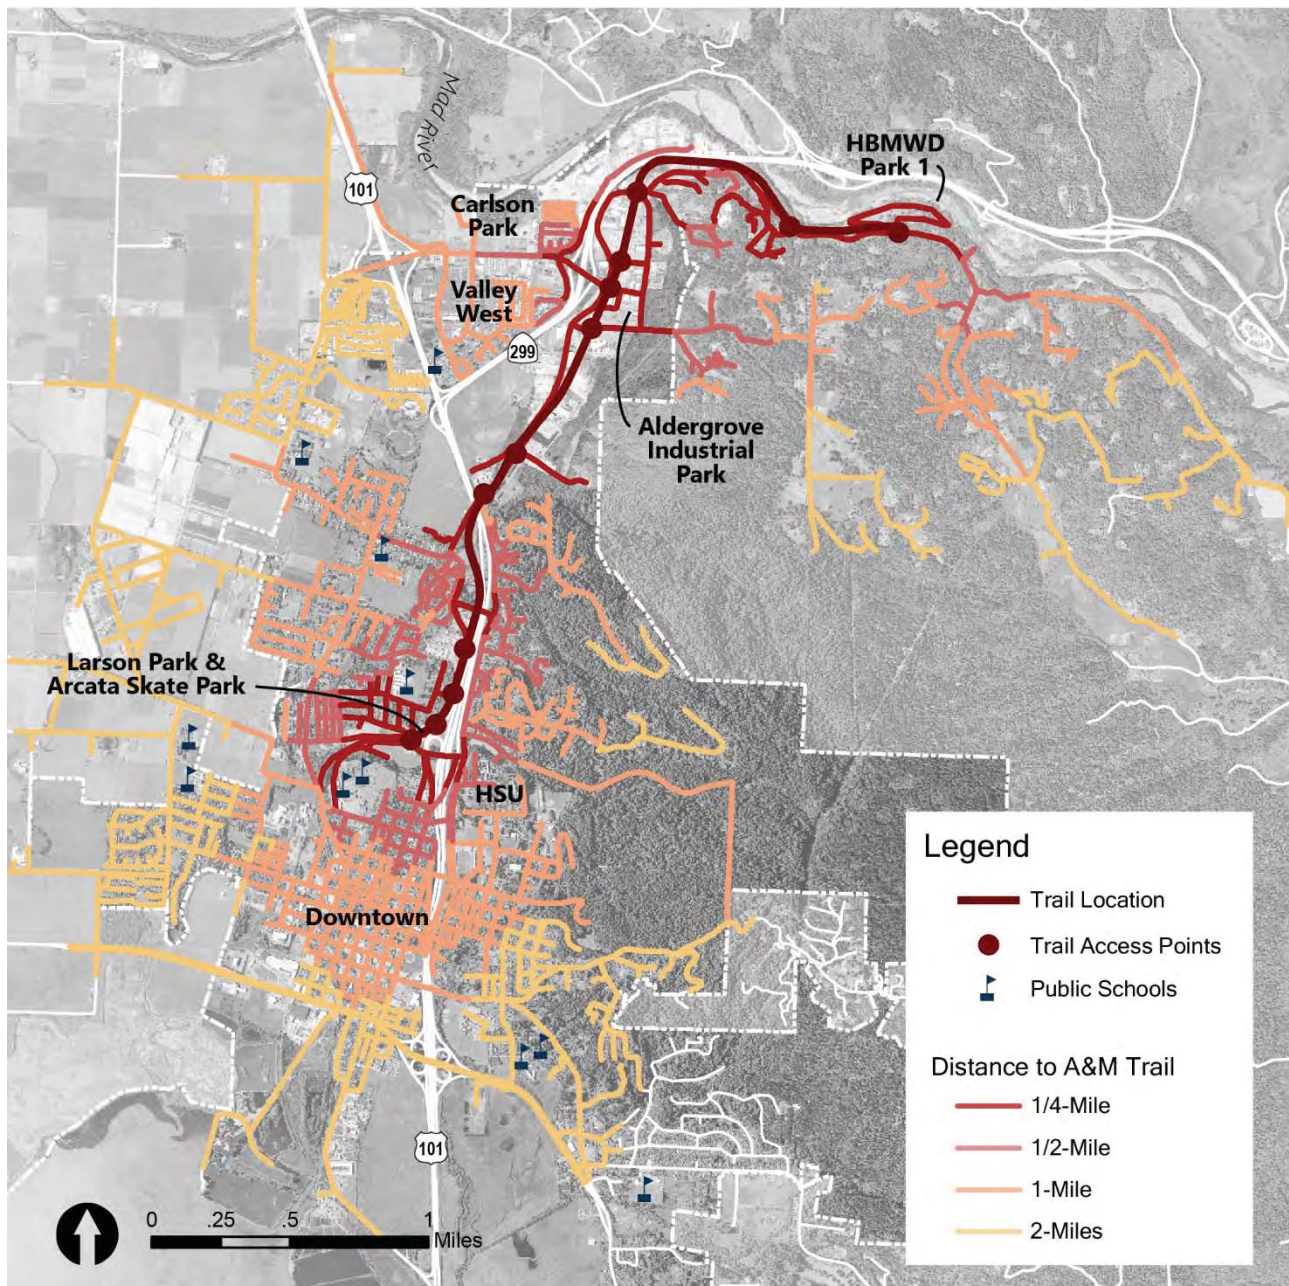 Mad River
HBMWD
Park 1
101
Carlson
Park
Valley
West
299
Aldergrove
Industrial
Park
Larson Park &
Arcata Skate Park
HSU
Downtown
101
Legend
Trail Location
Trail Access Points
Public Schools
Distance to A&M Trail
1/4-Mile
1/2-Mile
1-Mile
2-Miles
0 .25 .5 1
Miles